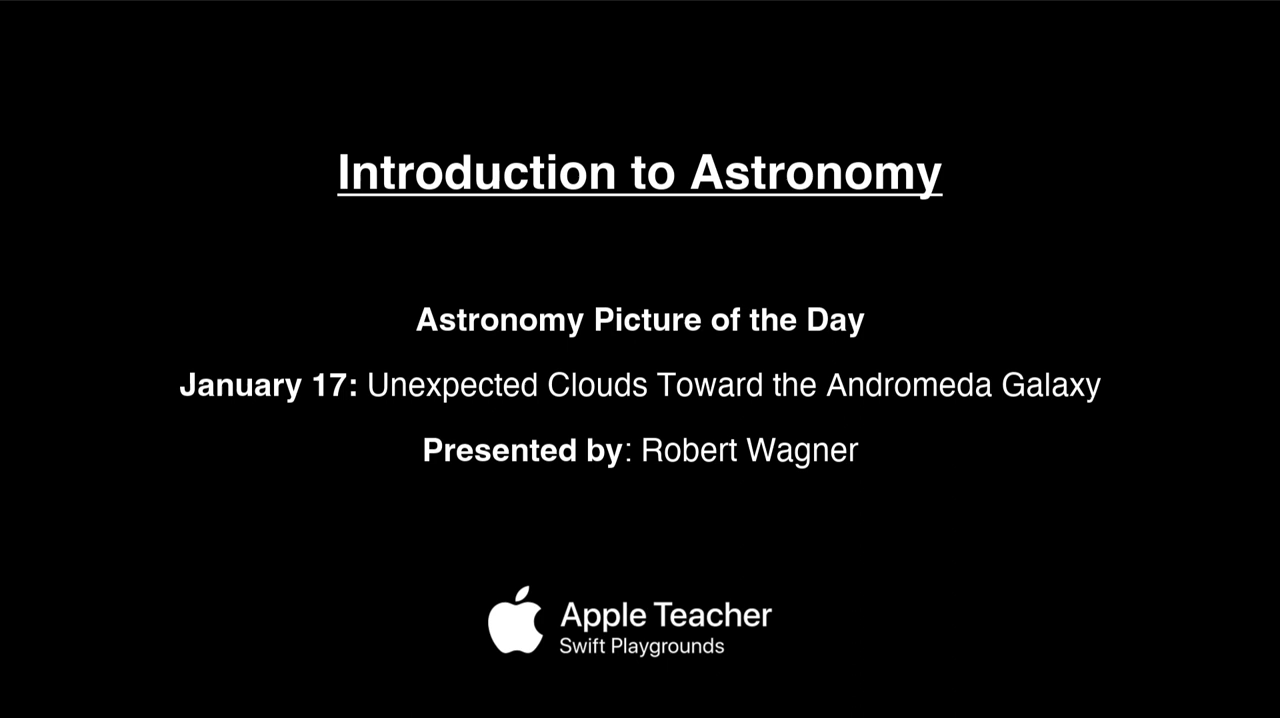 Introduction to Astronomy
Astronomy Picture of the Day
January 17: Unexpected Clouds Toward the Andromeda Galaxy
Presented by: Robert Wagner
Apple Teacher
Swift Playgrounds